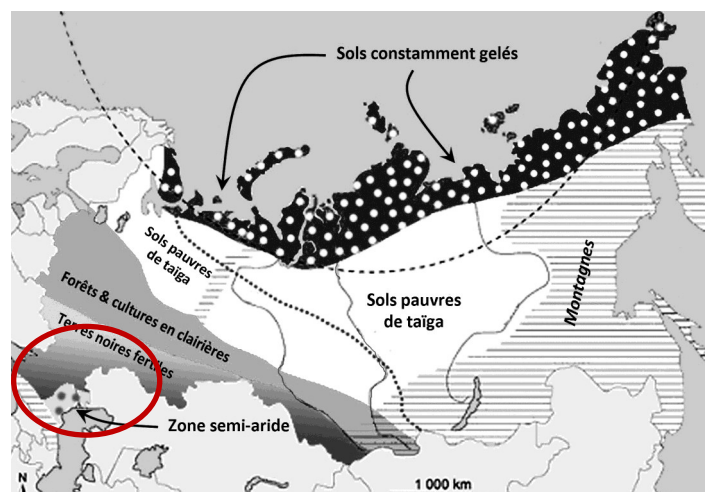 Sols constamment gelés
Sols pauvres
de taïga
Forêts & cultures en clairières
Terres noires fertiles
Sols pauvres
de taïga
Montagnes
Zone semi-aride
N
1 000 km